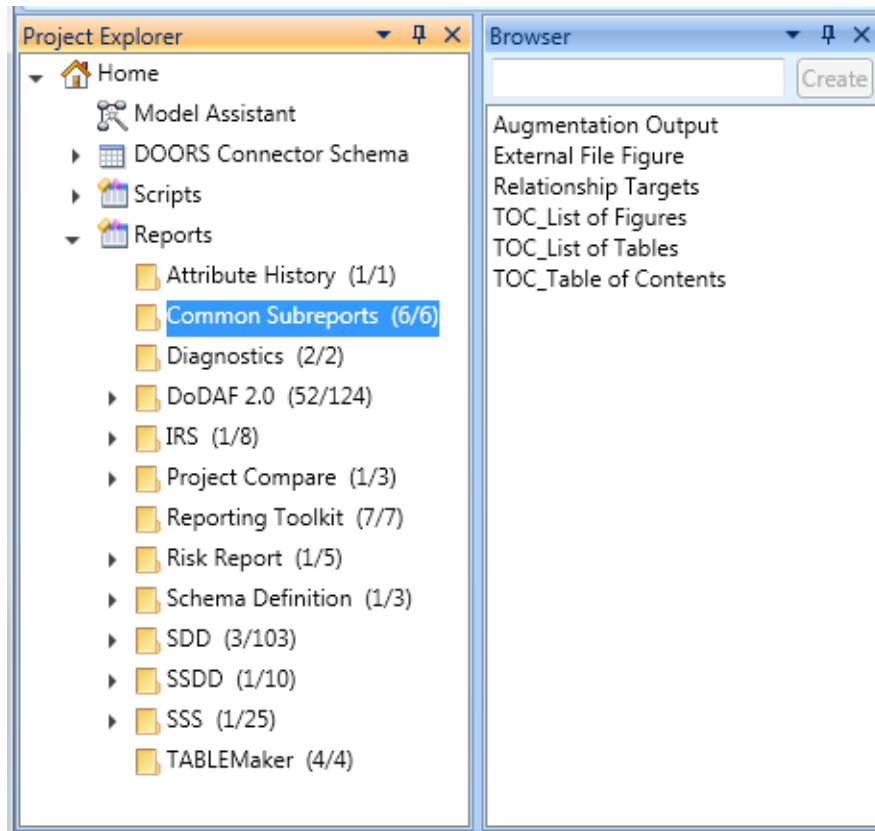 Project Explorer
Home
Model Assistant
DOORS Connector Schema
Scripts
Reports
Attribute History (1/1)
Common Subreports (6/6)
Diagnostics (2/2)
DoDAF 2.0 (52/124)
IRS (1/8)
Project Compare (1/3)
Reporting Toolkit (7/7)
Risk Report (1/5)
Schema Definition (1/3)
SDD (3/103)
SSDD (1/10)
SSS (1/25)
TABLEMaker (4/4)
Browser
Create
Augmentation Output
External File Figure
Relationship Targets
TOC_List of Figures
TOC_List of Tables
TOC_Table of Contents